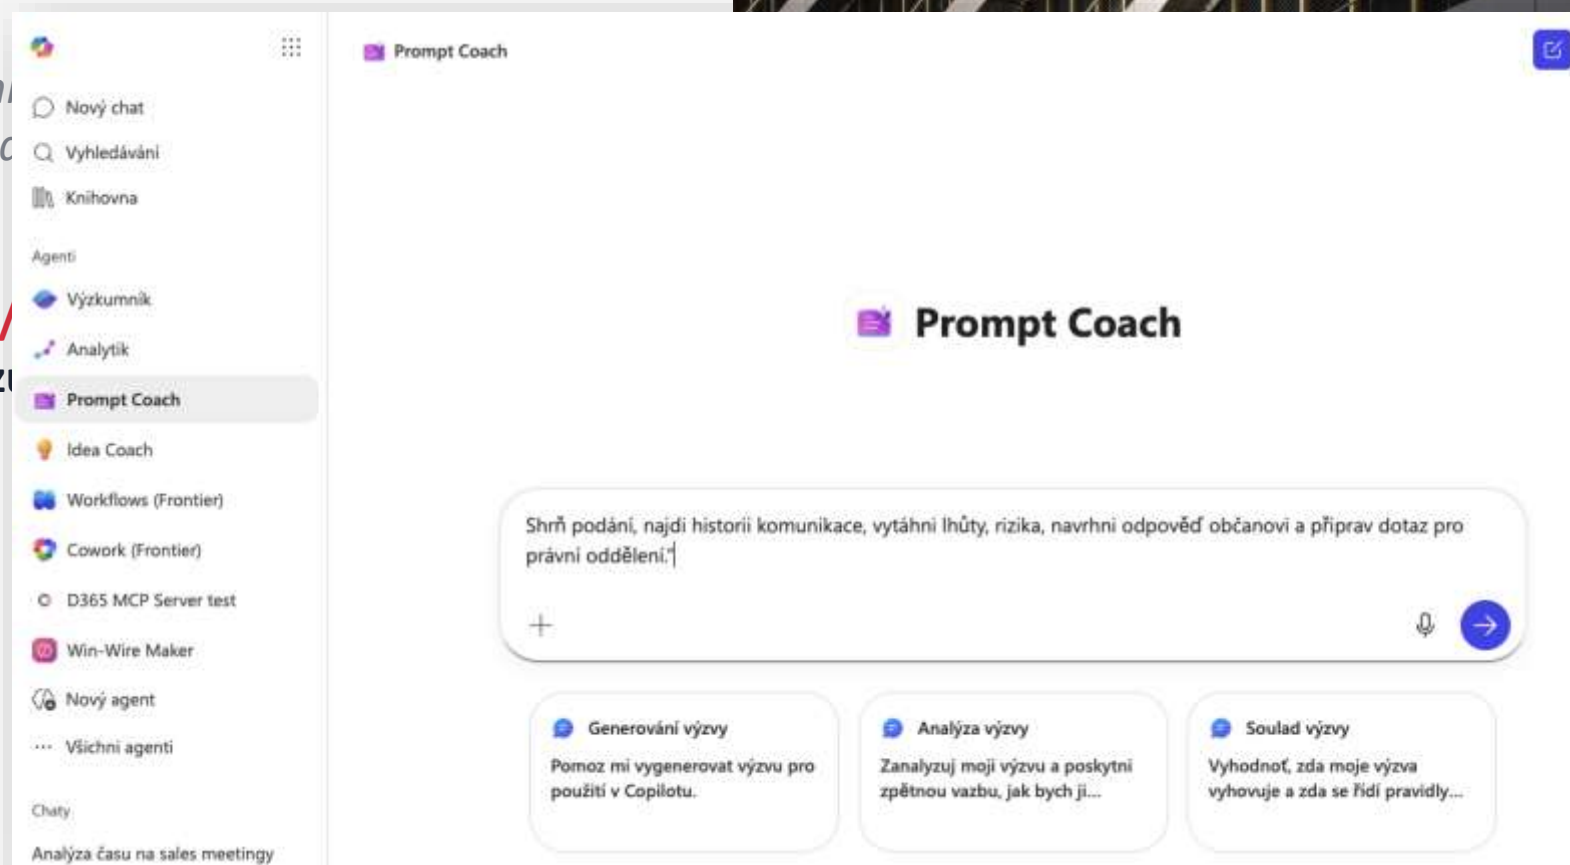 Prompt Coach
Nový chat
Vyhledávání
Knihovna
Agenti
Výzkumník
Analytik
Prompt Coach
Idea Coach
Workflows (Frontier)
Cowork (Frontier)
D365 MCP Server test
Win-Wire Maker
Nový agent
Všichni agenti
Chaty
Analýza času na sales meetingy
Prompt Coach
Shrň podání, najdi historii komunikace, vytáhni lhůty, rizika, navrhni odpověď občanovi a připrav dotaz pro
právní oddělení."
Generování výzvy
Pomoz mi vygenerovat výzvu pro
použití v Copilotu.
Analýza výzvy
Zanalyzuj moji výzvu a poskytni
zpětnou vazbu, jak bych ji...
Soulad výzvy
Vyhodnoť, zda moje výzva
vyhovuje a zda se řídí pravidly...